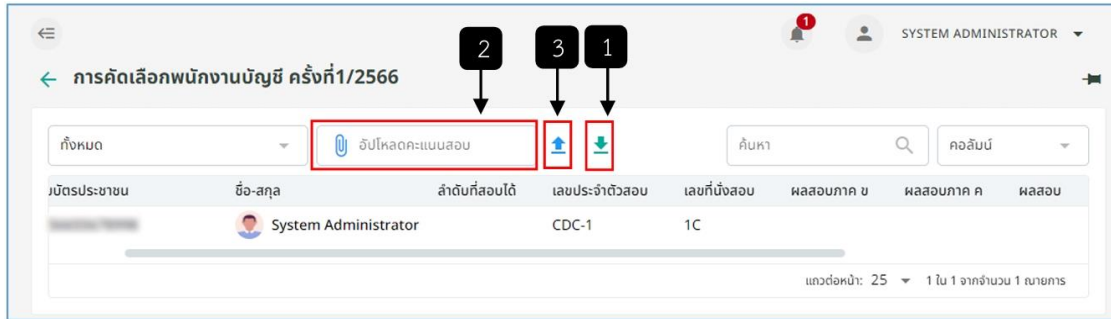 1
SYSTEM ADMINISTRATOR
2
3
1
การคัดเลือกพนักงานบัญชี ครั้งที่1/2566
ทั้งหมด
อัปโหลดคะแนนสอบ
ค้นหา
คอลัมน์
บัตรประชาชน ชื่อ-สกุล ลำดับที่สอบได้ เลขประจำตัวสอบ เลขที่นั่งสอบ ผลสอบภาค ข ผลสอบภาค ค ผลสอบ
System Administrator CDC-1 1C
แถวต่อหน้า: 25 1 ใน 1 จากจำนวน 1 ณายการ